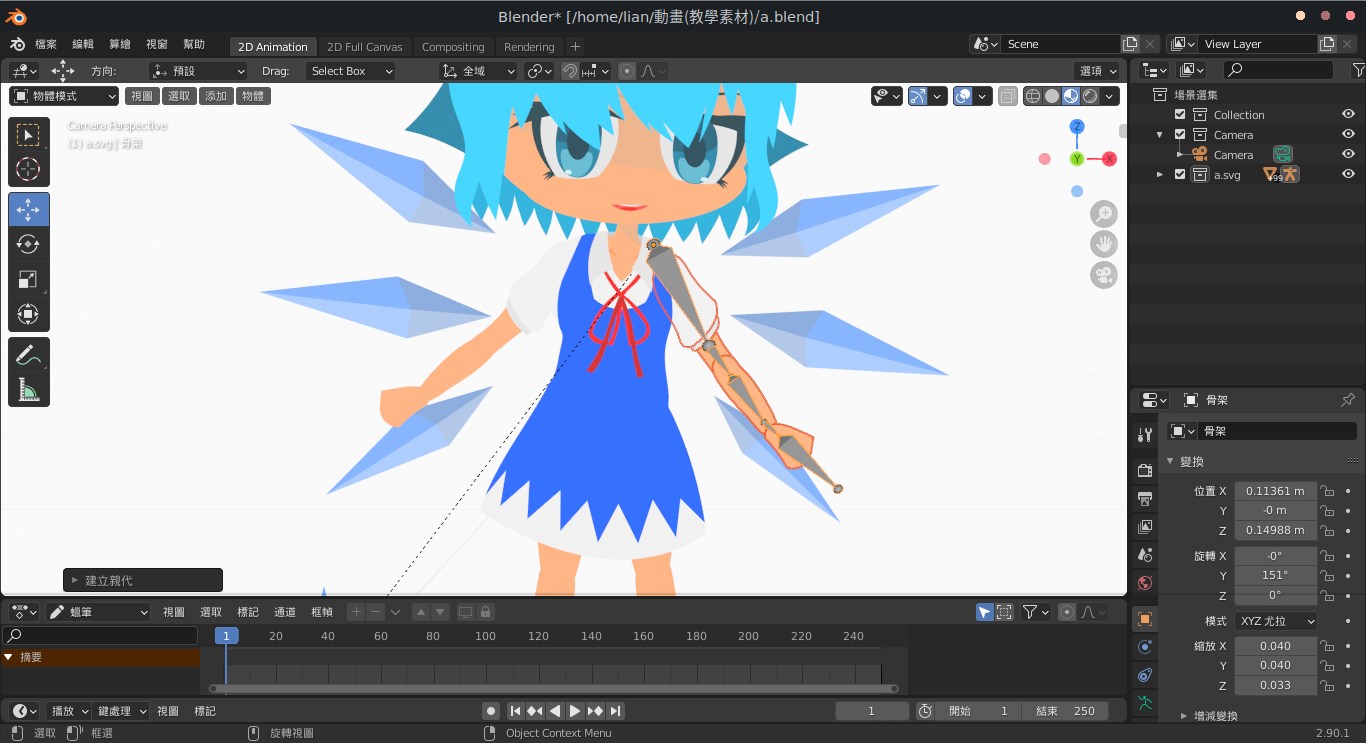 Blender* [/home/lian/動畫(教學素材)/a.blend]
檔案 編輯 算繪 視窗 幫助 2D Animation 2D Full Canvas Compositing Rendering + Scene View Layer
方向: 預設 Drag: Select Box 全域 選項
物體模式 視圖 選取 添加 物體
Camera Perspective
(1) a.svg | 骨架
Z
Y
X
場景選集
Collection
Camera
Camera
a.svg +99
骨架
骨架
變換
位置 X 0.11361 m
Y -0 m
Z 0.14988 m
旋轉 X -0°
Y 151°
Z 0°
模式 XYZ 尤拉
縮放 X 0.040
Y 0.040
Z 0.033
增減變換
建立親代
蠟筆 視圖 選取 標記 通道 框幀
1 20 40 60 80 100 120 140 160 180 200 220 240
摘要
播放 鍵處理 視圖 標記 1 開始 1 結束 250
選取 框選 旋轉視圖 Object Context Menu 2.90.1